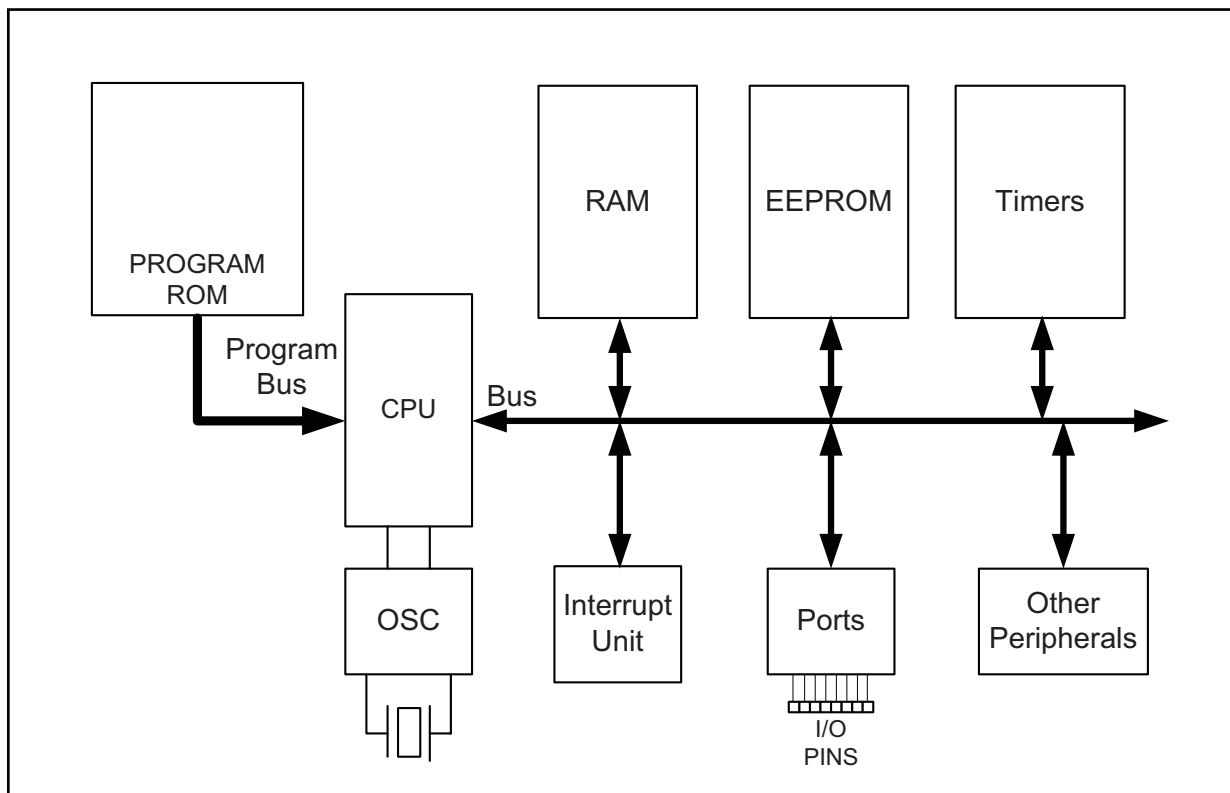 RAM
EEPROM
Timers
PROGRAM
ROM
Program
Bus
CPU
Bus
OSC
Interrupt
Unit
Ports
Other
Peripherals
I/O
PINS